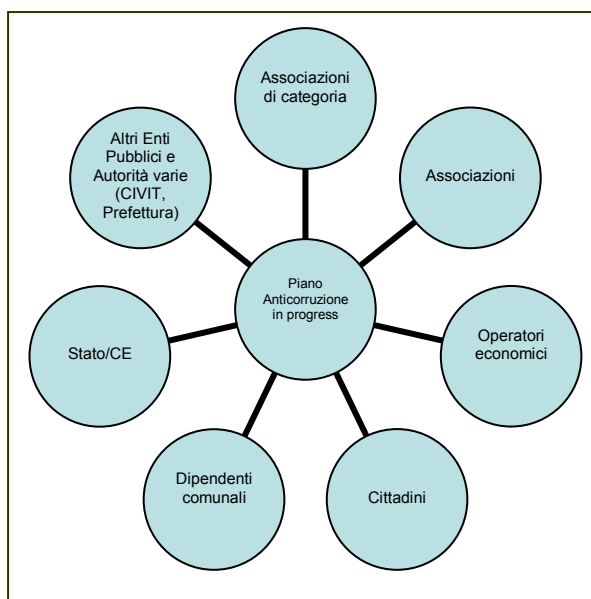 Associazioni
di categoria
Altri Enti
Pubblici e
Autorità varie
(CIVIT,
Prefettura)
Associazioni
Piano
Anticorruzione
in progress
Stato/CE
Operatori
economici
Dipendenti
comunali
Cittadini